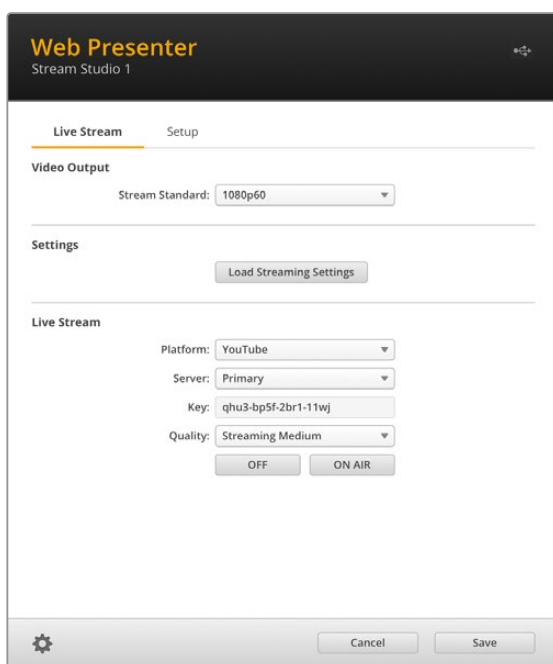 Web Presenter
Stream Studio 1
Live Stream Setup
Video Output
Stream Standard: 1080p60
Settings
Load Streaming Settings
Live Stream
Platform: YouTube
Server: Primary
Key: qhu3-bp5f-2br1-11wj
Quality: Streaming Medium
OFF ON AIR
Cancel Save